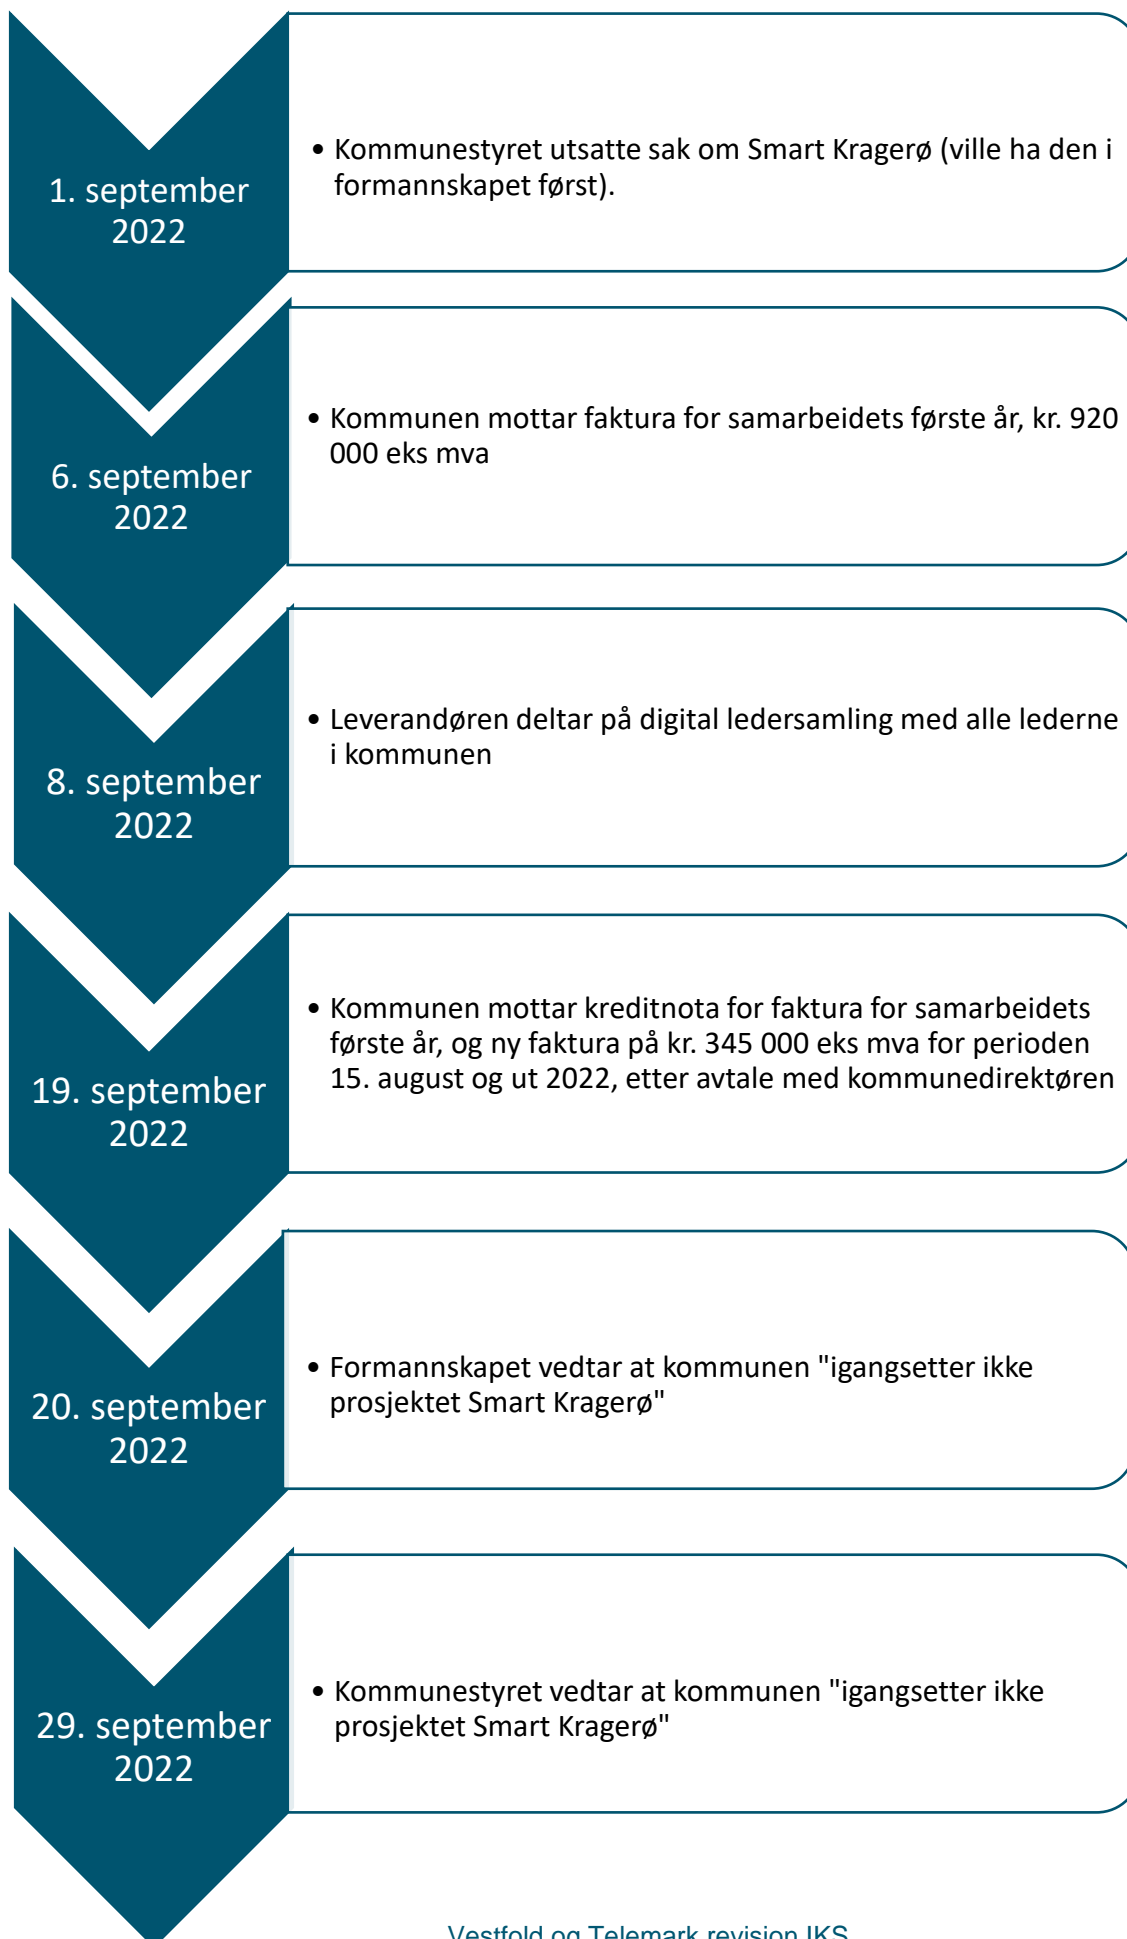 1. september
2022
• Kommunestyret utsatte sak om Smart Kragerø (ville ha den i
formannskapet først).
6. september
2022
• Kommunen mottar faktura for samarbeidets første år, kr. 920
000 eks mva
8. september
2022
• Leverandøren deltar på digital ledersamling med alle lederne
i kommunen
19. september
2022
• Kommunen mottar kreditnota for faktura for samarbeidets
første år, og ny faktura på kr. 345 000 eks mva for perioden
15. august og ut 2022, etter avtale med kommunedirektøren
20. september
2022
• Formannskapet vedtar at kommunen "igangsetter ikke
prosjektet Smart Kragerø"
29. september
2022
• Kommunestyret vedtar at kommunen "igangsetter ikke
prosjektet Smart Kragerø"
Vestfold og Telemark revisjon IKS